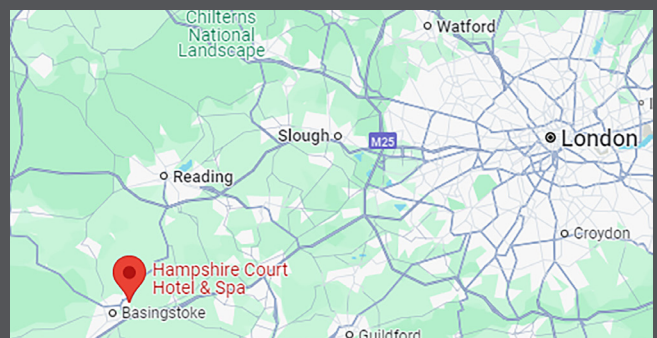 Chilterns
National
Landscape
Watford
Slough
M25
London
Reading
Croydon
Hampshire Court
Hotel & Spa
Basingstoke
Guildford